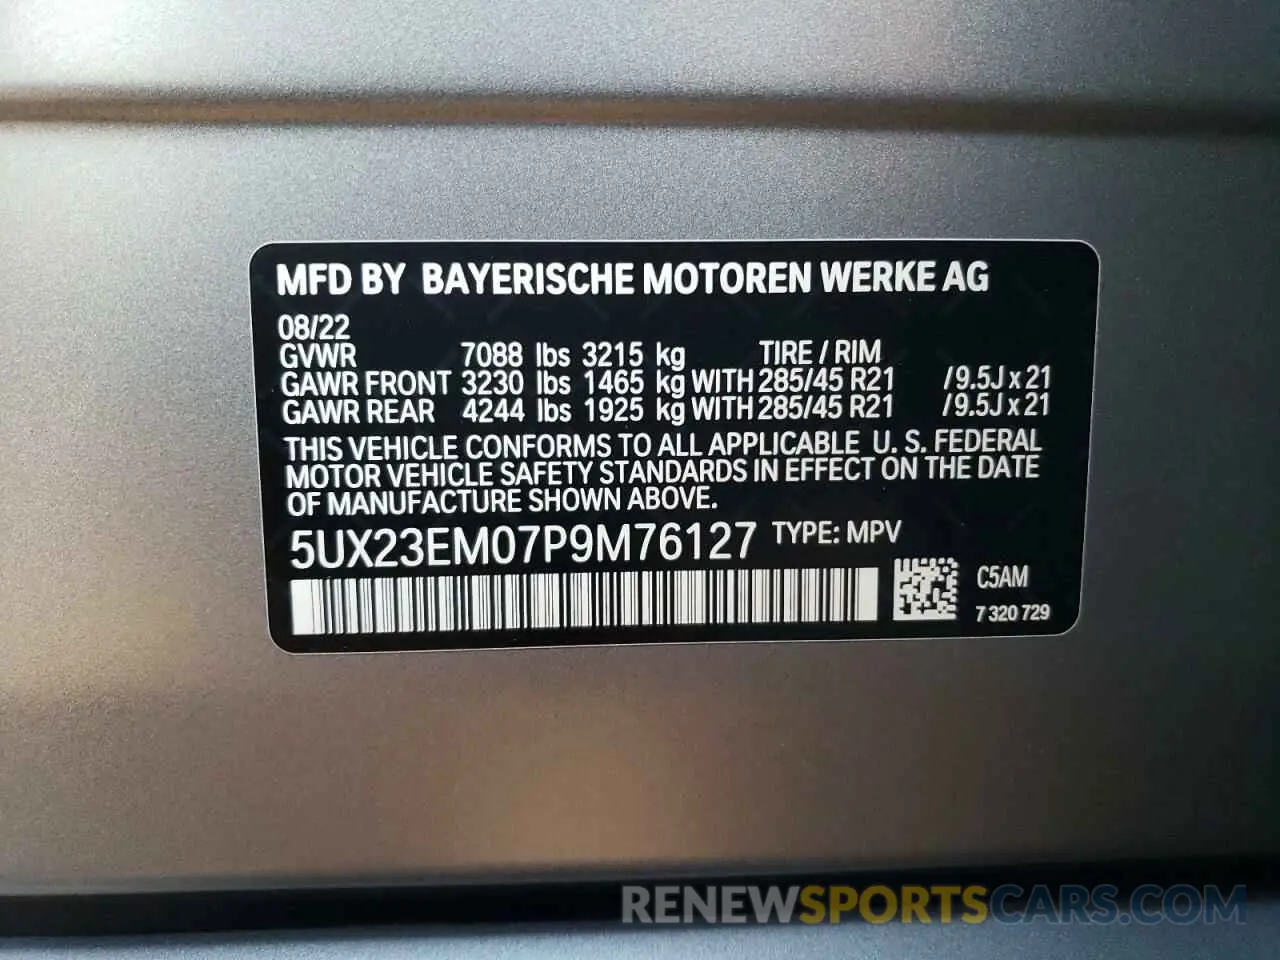 MFD BY BAYERISCHE MOTOREN WERKE AG
08/22
GVWR 7088 lbs 3215 kg TIRE / RIM
GAWR FRONT 3230 lbs 1465 kg WITH 285/45 R21 /9.5J x 21
GAWR REAR 4244 lbs 1925 kg WITH 285/45 R21 /9.5J x 21
THIS VEHICLE CONFORMS TO ALL APPLICABLE U. S. FEDERAL
MOTOR VEHICLE SAFETY STANDARDS IN EFFECT ON THE DATE
OF MANUFACTURE SHOWN ABOVE.
5UX23EM07P9M76127 TYPE: MPV
C5AM
7 320 729
RENEWSPORTSCARS.COM